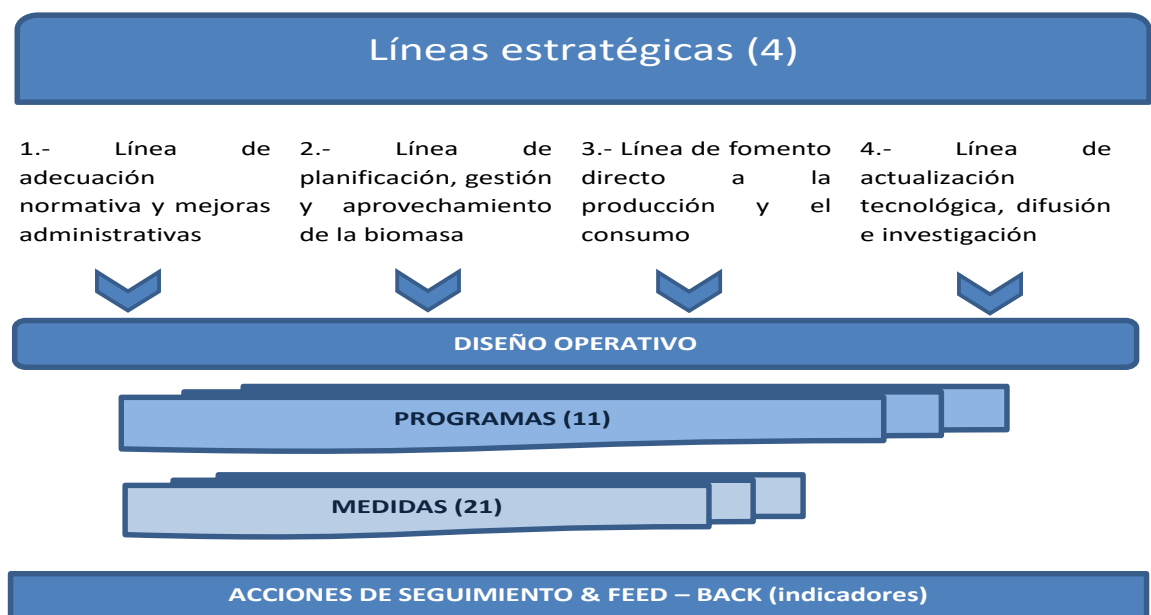 Líneas estratégicas (4)
1.- Línea de
adecuación
normativa y mejoras
administrativas
2.- Línea de
planificación, gestión
y aprovechamiento
de la biomasa
3.- Línea de fomento
directo a la
producción y el
consumo
4.- Línea de
actualización
tecnológica, difusión
e investigación
DISEÑO OPERATIVO
PROGRAMAS (11)
MEDIDAS (21)
ACCIONES DE SEGUIMIENTO & FEED – BACK (indicadores)